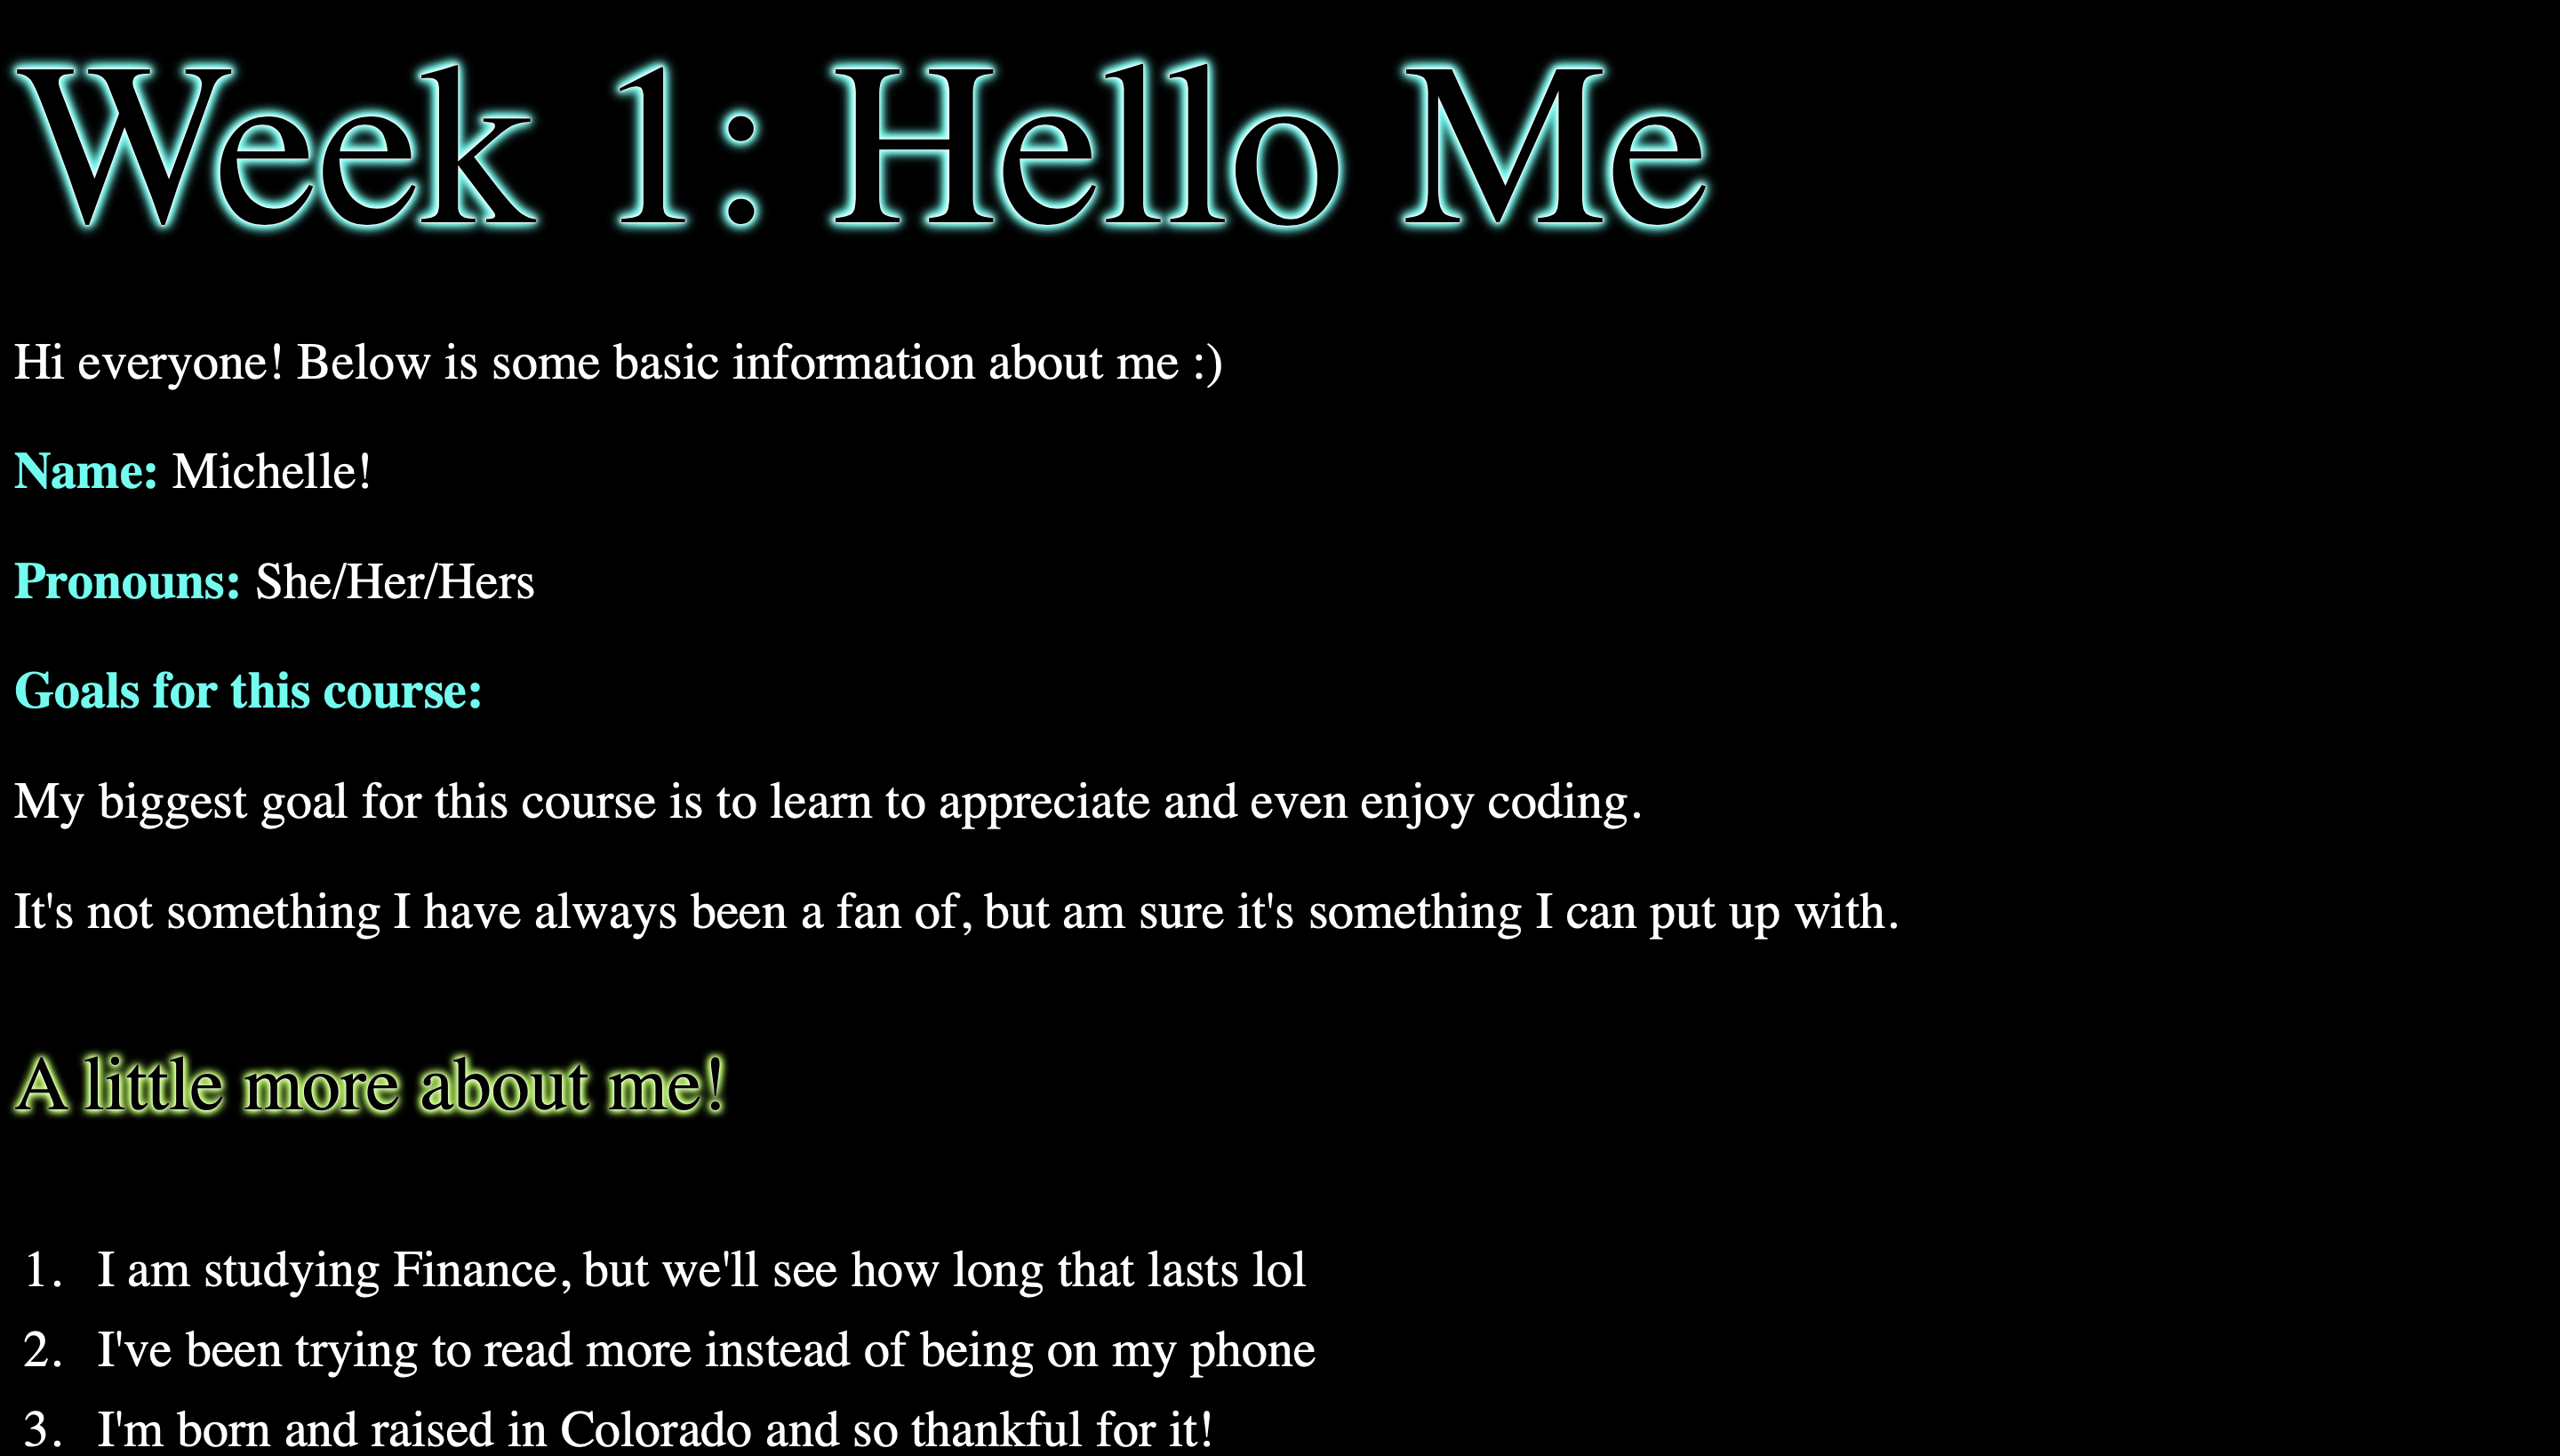 Week 1: Hello Me
Hi everyone! Below is some basic information about me :)
Name: Michelle!
Pronouns: She/Her/Hers
Goals for this course:
My biggest goal for this course is to learn to appreciate and even enjoy coding.
It's not something I have always been a fan of, but am sure it's something I can put up with.
A little more about me!
1. I am studying Finance, but we'll see how long that lasts lol
2. I've been trying to read more instead of being on my phone
3. I'm born and raised in Colorado and so thankful for it!